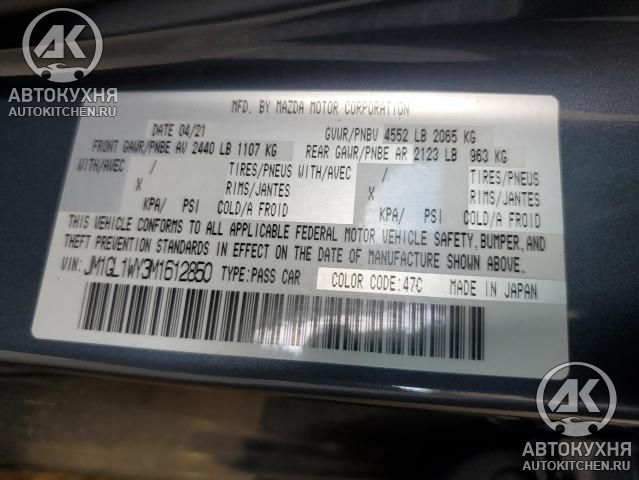 AK
АВТОКУХНЯ
AUTOKITCHEN.RU
MFD. BY MAZDA MOTOR CORPORATION
DATE 04/21 GVWR/PNBV 4552 LB 2065 KG
FRONT GAWR/PNBE AV 2440 LB 1107 KG REAR GAWR/PNBE AR 2123 LB 963 KG
WITH/AVEC / TIRES/PNEUS WITH/AVEC / TIRES/PNEUS
X RIMS/JANTES X RIMS/JANTES
KPA/ PSI COLD/A FROID KPA/ PSI COLD/A FROID
THIS VEHICLE CONFORMS TO ALL APPLICABLE FEDERAL MOTOR VEHICLE SAFETY, BUMPER, AND
THEFT PREVENTION STANDARDS IN EFFECT ON THE DATE OF MANUFACTURE SHOWN ABOVE.
VIN: JM1GL1WY3M1612850 TYPE:PASS CAR COLOR CODE:47C MADE IN JAPAN
AK
АВТОКУХНЯ
AUTOKITCHEN.RU